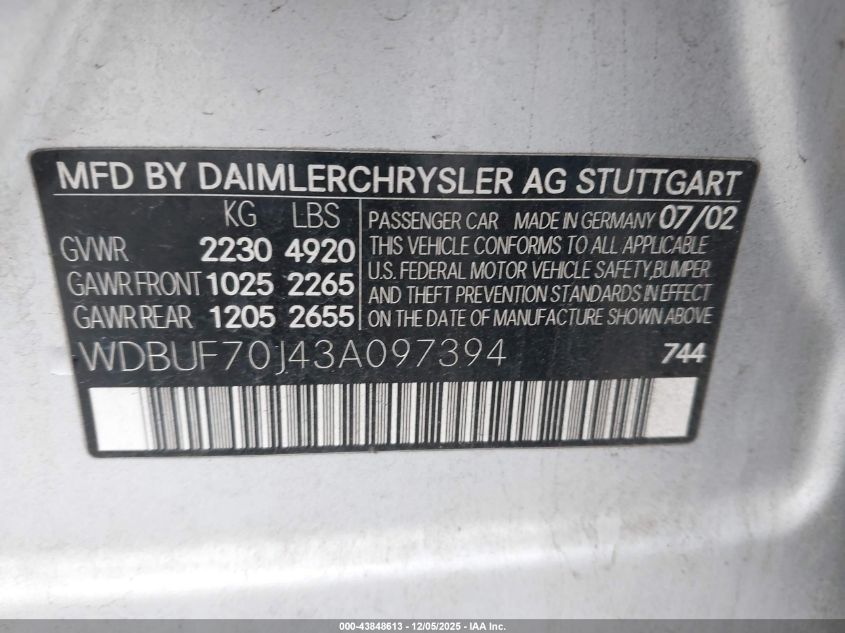 MFD BY DAIMLERCHRYSLER AG STUTTGART
KG LBS
GVWR 2230 4920
GAWR FRONT 1025 2265
GAWR REAR 1205 2655
PASSENGER CAR MADE IN GERMANY 07/02
THIS VEHICLE CONFORMS TO ALL APPLICABLE
U.S. FEDERAL MOTOR VEHICLE SAFETY,BUMPER
AND THEFT PREVENTION STANDARDS IN EFFECT
ON THE DATE OF MANUFACTURE SHOWN ABOVE
WDBUF70J43A097394 744
000-43848613 - 12/05/2025 - IAA Inc.